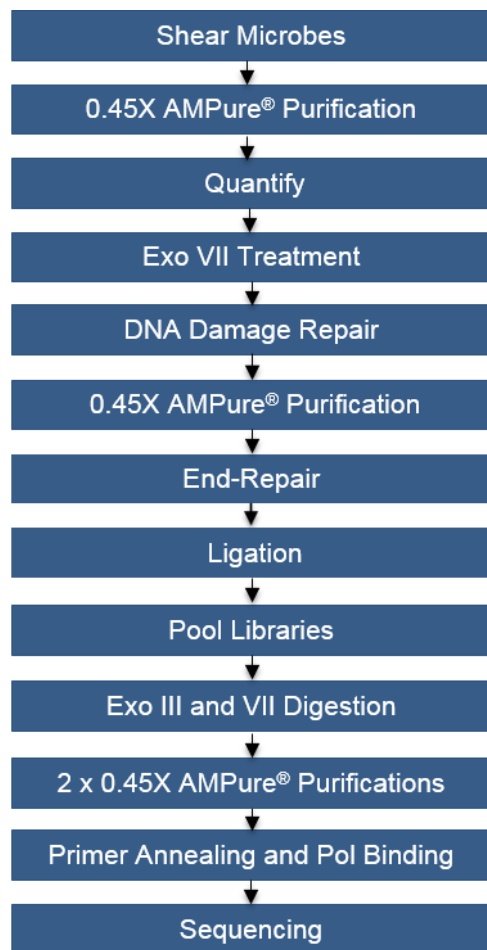 Shear Microbes
0.45X AMPure® Purification
Quantify
Exo VII Treatment
DNA Damage Repair
0.45X AMPure® Purification
End-Repair
Ligation
Pool Libraries
Exo III and VII Digestion
2 x 0.45X AMPure® Purifications
Primer Annealing and Pol Binding
Sequencing